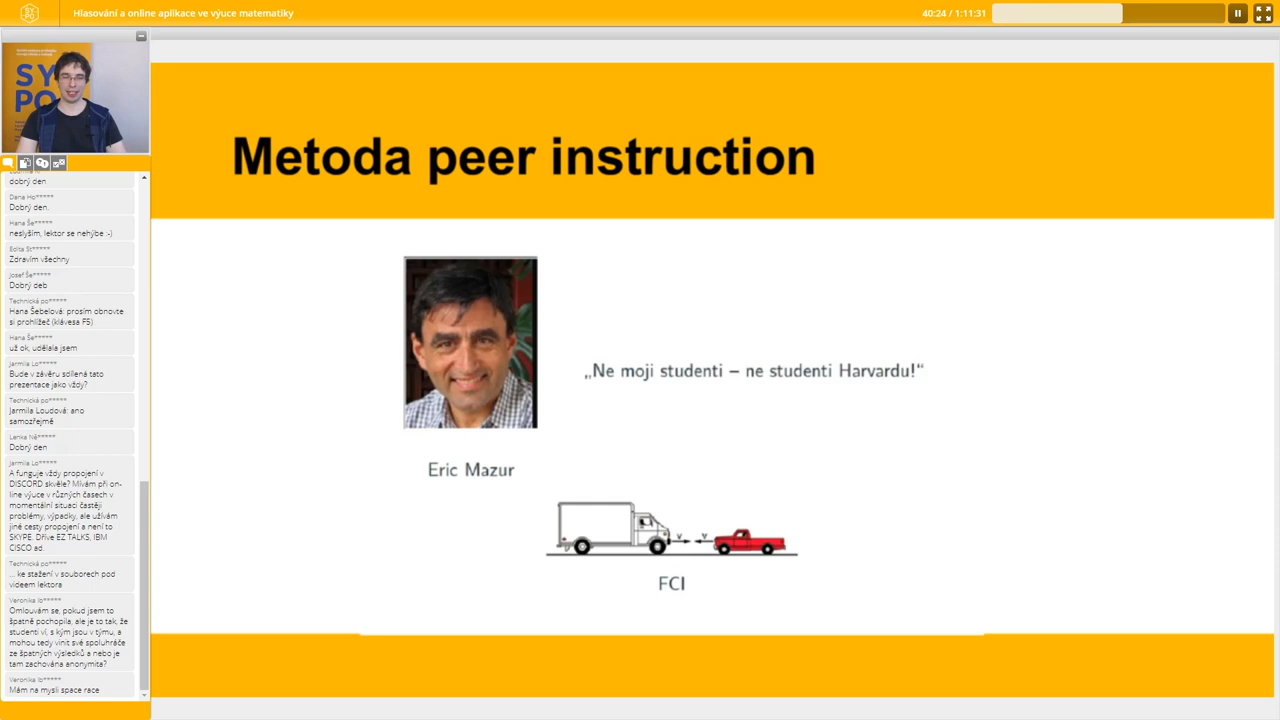 Hlasování a online aplikace ve výuce matematiky
40:24 / 1:11:31
SY
PO
SY
PO
dobrý den
Dana Ho*****
Dobrý den.
Hana Še*****
neslyším, lektor se nehýbe :-)
Edita St*****
Zdravím všechny
Josef Še*****
Dobrý deb
Technická po*****
Hana Šebelová: prosím obnovte
si prohlížeč (klávesa F5)
Hana Še*****
už ok, udělala jsem
Jarmila Lo*****
Bude v závěru sdílená tato
prezentace jako vždy?
Technická po*****
Jarmila Loudová: ano
samozřejmě
Lenka Ně*****
Dobrý den
Jarmila Lo*****
A funguje vždy propojení v
DISCORD skvěle? Mívám při on-
line výuce v různých časech v
momentální situaci častěji
problémy, výpadky, ale užívám
jiné cesty propojení a není to
SKYPE. Dříve EZ TALKS, IBM
CISCO ad.
Technická po*****
... ke stažení v souborech pod
videem lektora
Veronika Io*****
Omlouvám se, pokud jsem to
špatně pochopila, ale je to tak, že
studenti ví, s kým jsou v týmu, a
mohou tedy vinit své spoluhráče
ze špatných výsledků a nebo je
tam zachována anonymita?
Veronika Io*****
Mám na mysli space race
Metoda peer instruction
„Ne moji studenti – ne studenti Harvardu!“
Eric Mazur
v v
FCI